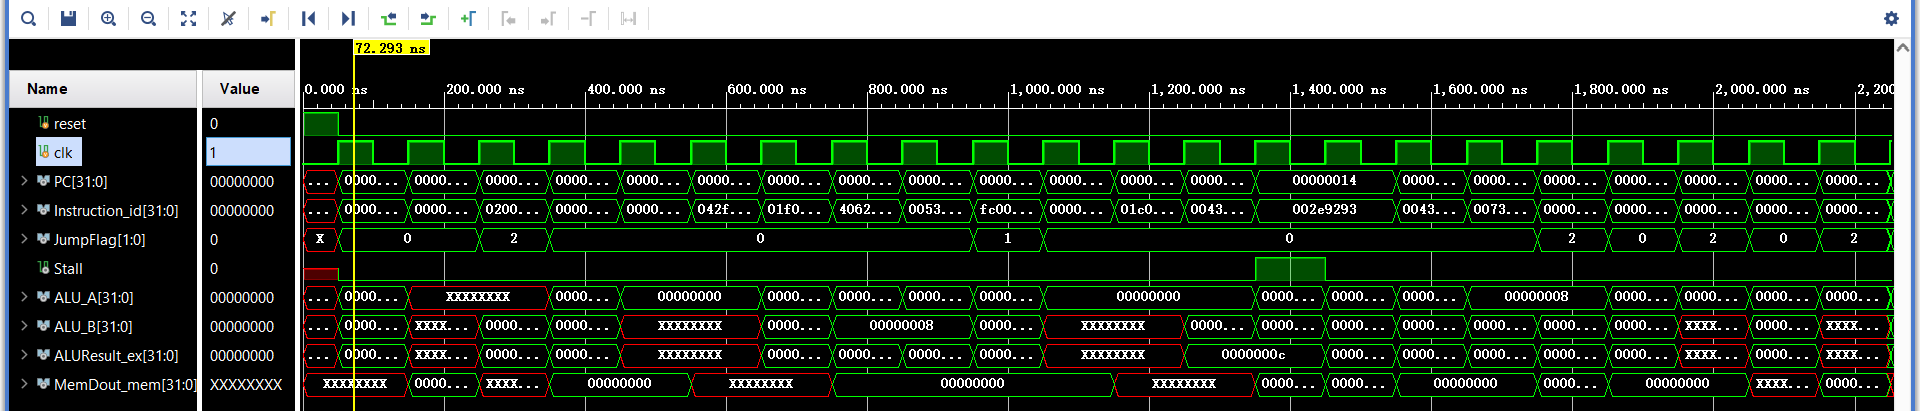 72.293 ns
Name Value
0.000 ns 200.000 ns 400.000 ns 600.000 ns 800.000 ns 1,000.000 ns 1,200.000 ns 1,400.000 ns 1,600.000 ns 1,800.000 ns 2,000.000 ns 2,200
reset 0
clk 1
PC[31:0] 00000000 ... 0000... 0000... 0000... 0000... 0000... 0000... 0000... 0000... 0000... 0000... 0000... 0000... 0000... 00000014 0000... 0000... 0000... 0000... 0000... 0000... 0000...
Instruction_id[31:0] 00000000 ... 0000... 0000... 0200... 0000... 0000... 042f... 01f0... 4062... 0053... fc00... 0000... 01c0... 0043... 002e9293 0043... 0073... 0000... 0000... 0000... 0000... 0000...
JumpFlag[1:0] 0 X 0 2 0 1 0 2 0 2 0 2
Stall 0
ALU_A[31:0] 00000000 ... 0000... XXXXXXXX 0000... 00000000 0000... 0000... 0000... 0000... 00000000 0000... 0000... 0000... 00000008 0000... 0000... 0000... 0000...
ALU_B[31:0] 00000000 ... 0000... XXXX... 0000... 0000... XXXXXXXX 0000... 00000008 0000... XXXXXXXX 0000... 0000... 0000... 0000... 0000... 0000... 0000... XXXX... 0000... XXXX...
ALUResult_ex[31:0] 00000000 ... 0000... XXXX... 0000... 0000... XXXXXXXX 0000... 0000... 0000... 0000... XXXXXXXX 0000000c 0000... 0000... 0000... 0000... 0000... XXXX... 0000... XXXX...
MemDout_mem[31:0] XXXXXXXX XXXXXXXX 0000... XXXX... 00000000 XXXXXXXX 00000000 XXXXXXXX 0000... 0000... 00000000 0000... 00000000 XXXX... 0000...